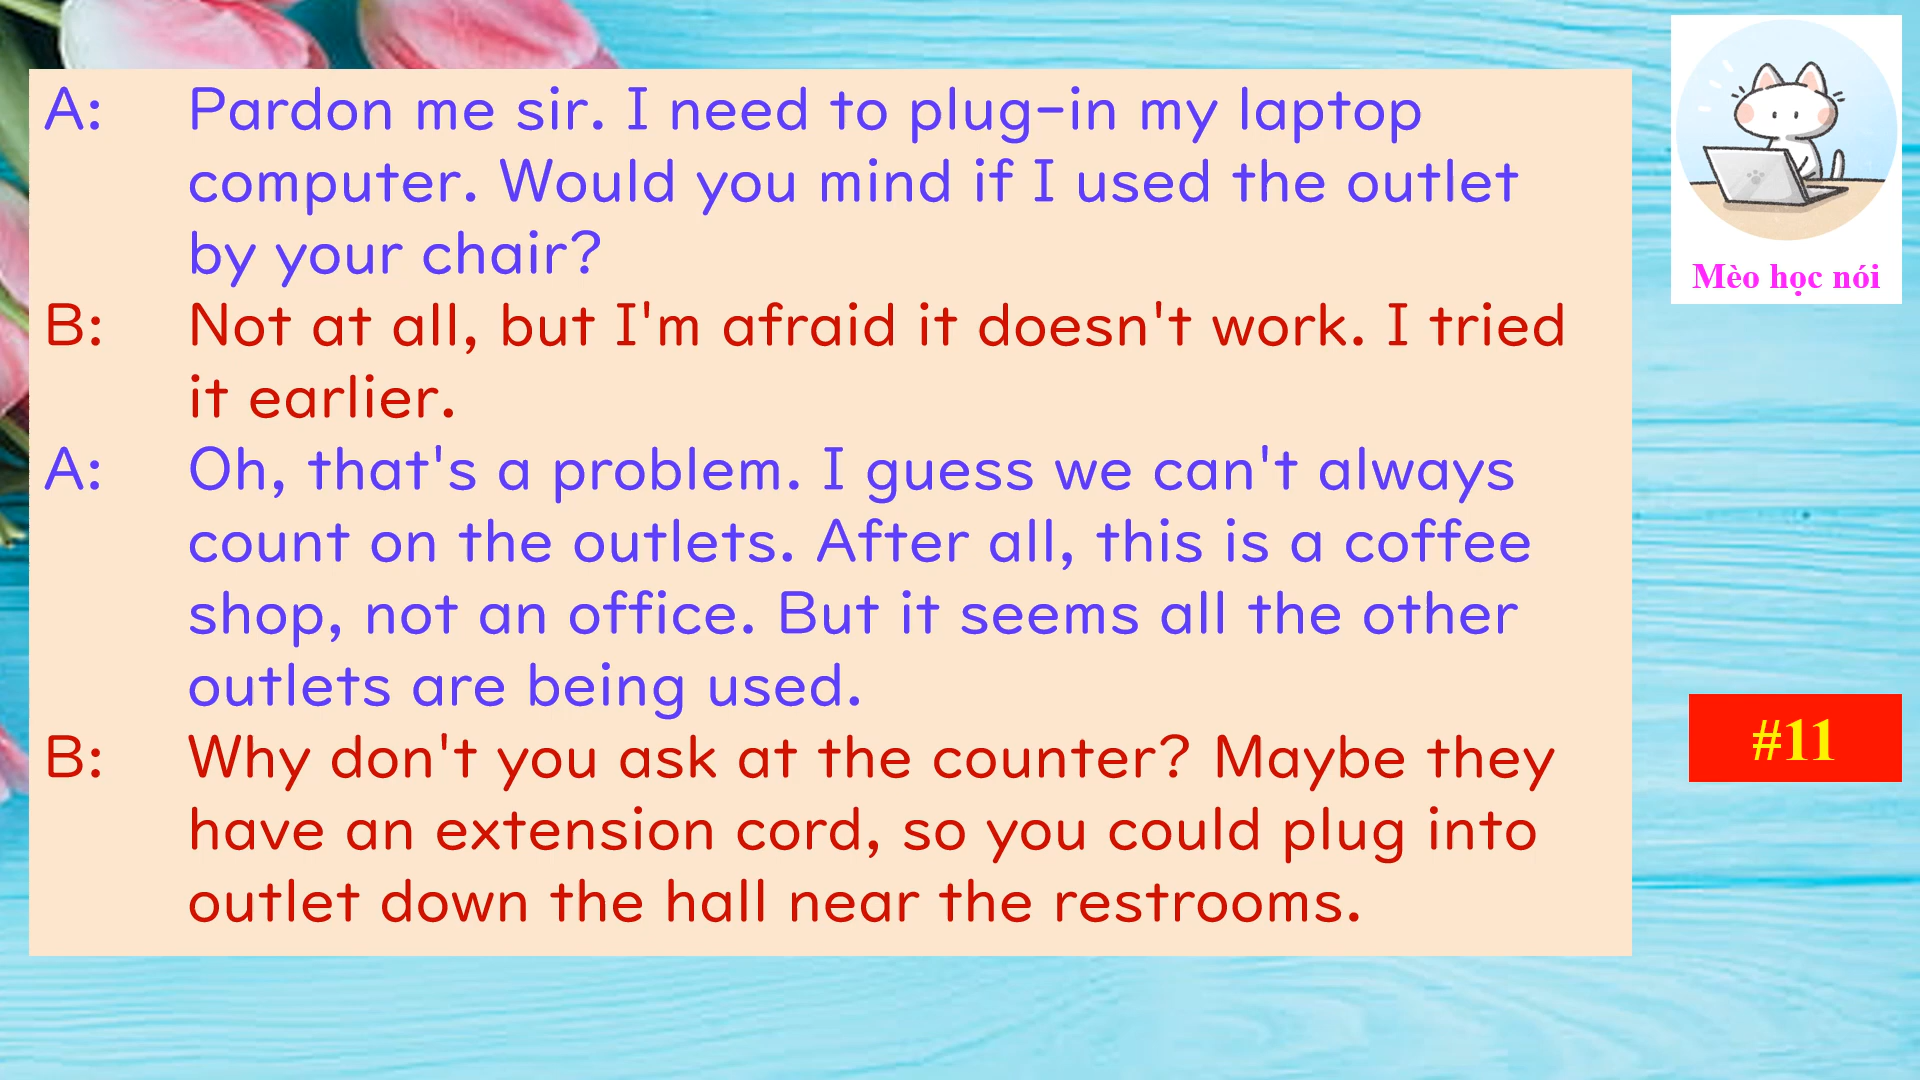 A: Pardon me sir. I need to plug-in my laptop
computer. Would you mind if I used the outlet
by your chair?
B: Not at all, but I'm afraid it doesn't work. I tried
it earlier.
A: Oh, that's a problem. I guess we can't always
count on the outlets. After all, this is a coffee
shop, not an office. But it seems all the other
outlets are being used.
B: Why don't you ask at the counter? Maybe they
have an extension cord, so you could plug into
outlet down the hall near the restrooms.
Mèo học nói
#11